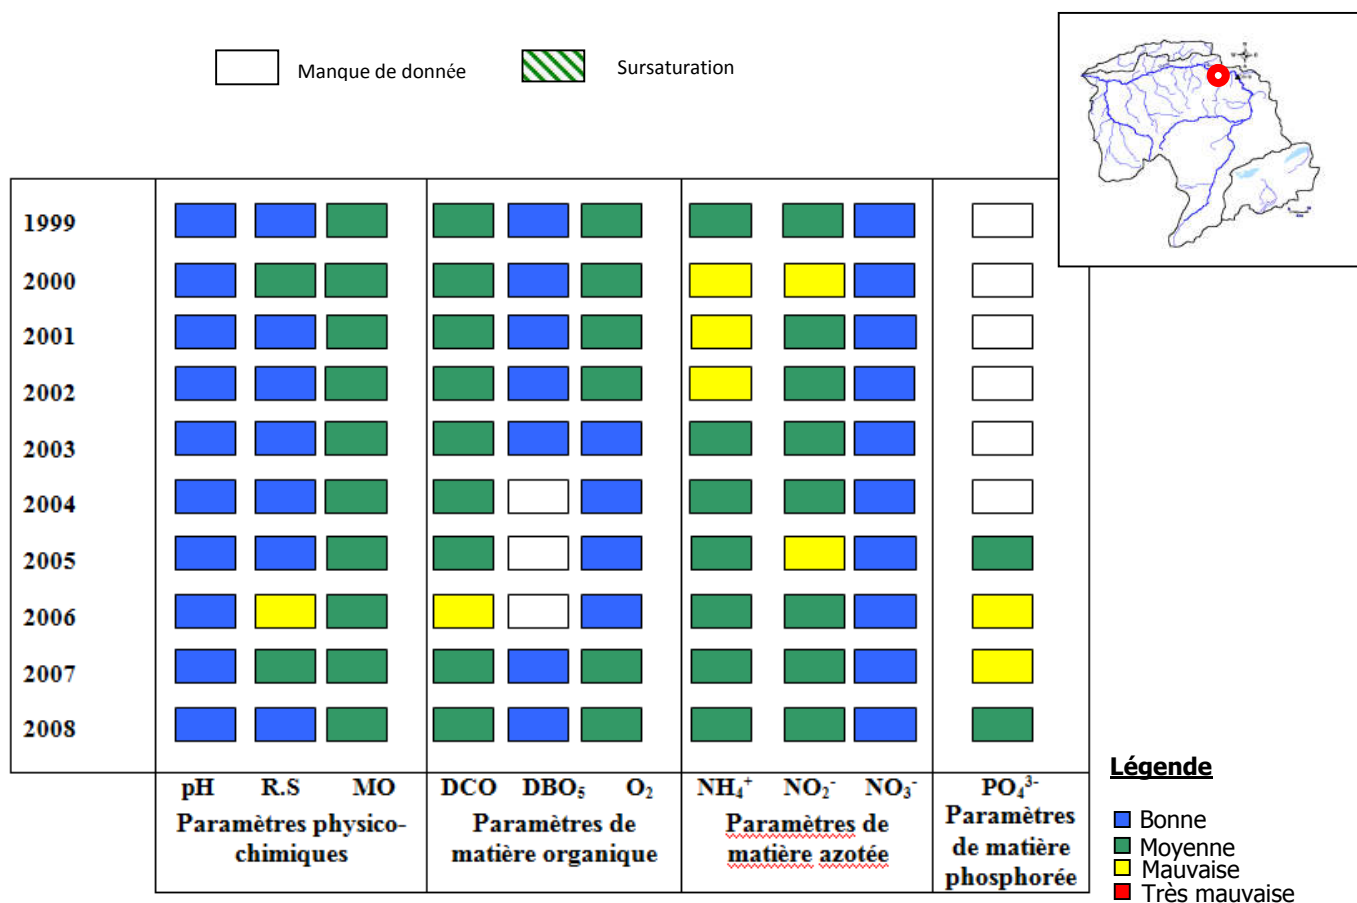 Manque de donnée
Sursaturation
1999
2000
2001
2002
2003
2004
2005
2006
2007
2008
pH R.S MO DCO DBO₅ O₂ NH₄⁺ NO₂⁻ NO₃⁻ PO₄³⁻
Paramètres physico-
chimiques
Paramètres de
matière organique
Paramètres de
matière azotée
Paramètres
de matière
phosphorée
Légende
Bonne
Moyenne
Mauvaise
Très mauvaise